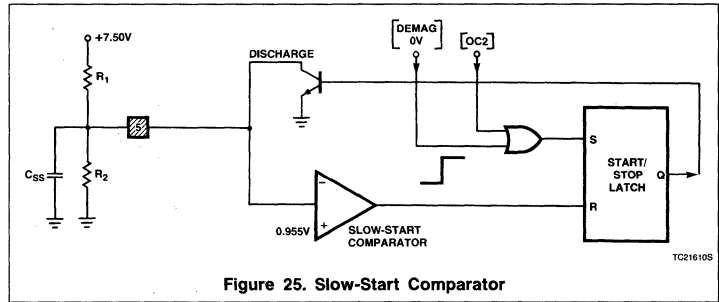 +7.50V
R1
5
CSS
R2
DISCHARGE
[DEMAG 0V]
[OC2]
S
START/
STOP
LATCH
Q
R
0.955V
−
+
SLOW-START
COMPARATOR
TC21610S
Figure 25. Slow-Start Comparator